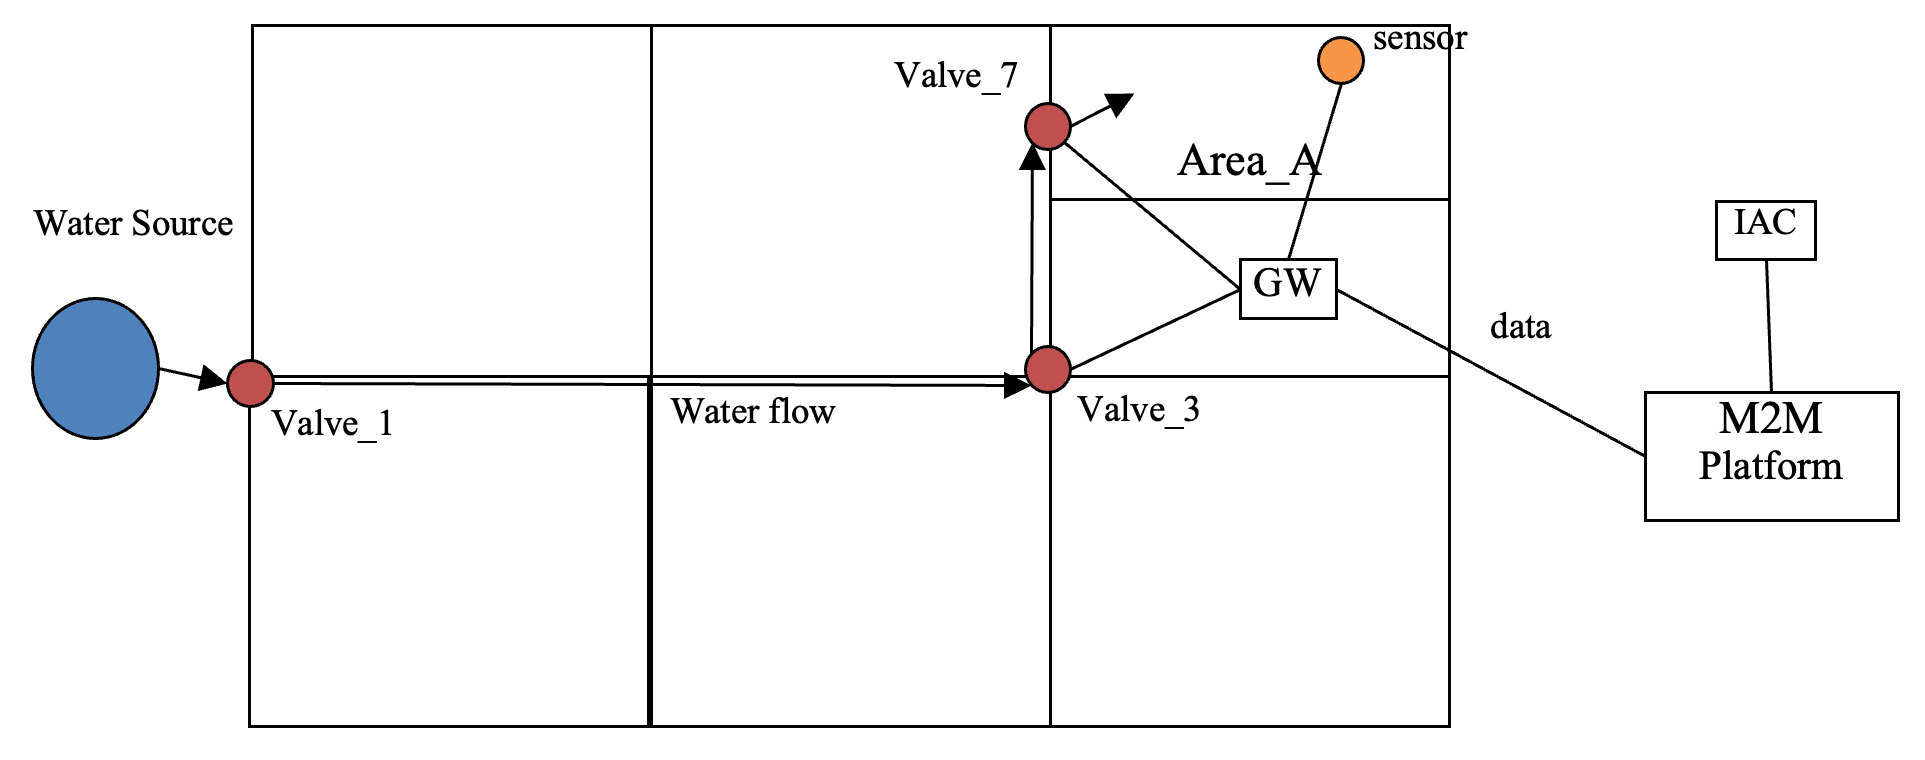 sensor
Valve_7
Area_A
Water Source
IAC
GW
data
Valve_1
Water flow
Valve_3
M2M
Platform